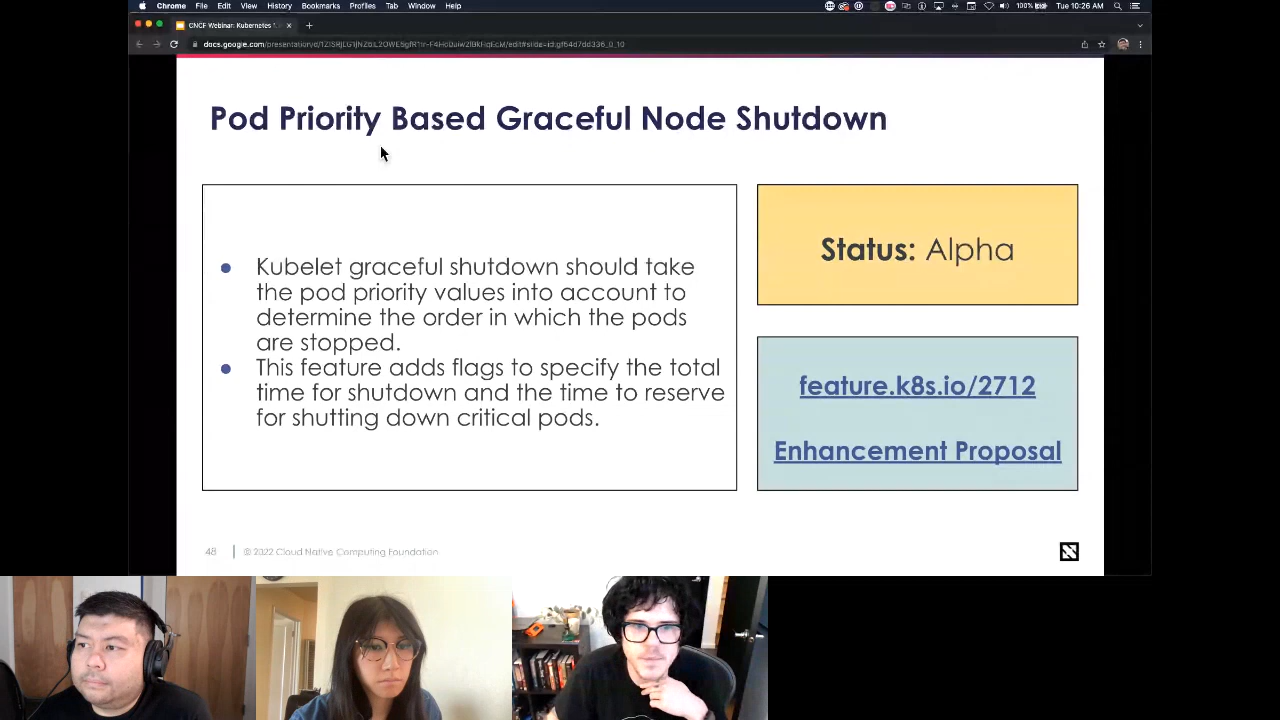 Chrome File Edit View History Bookmarks Profiles Tab Window Help
100% Tue 10:26 AM
CNCF Webinar: Kubernetes
Pod Priority Based Graceful Node Shutdown
● Kubelet graceful shutdown should take
the pod priority values into account to
determine the order in which the pods
are stopped.
● This feature adds flags to specify the total
time for shutdown and the time to reserve
for shutting down critical pods.
Status: Alpha
feature.k8s.io/2712
Enhancement Proposal
48 © 2022 Cloud Native Computing Foundation